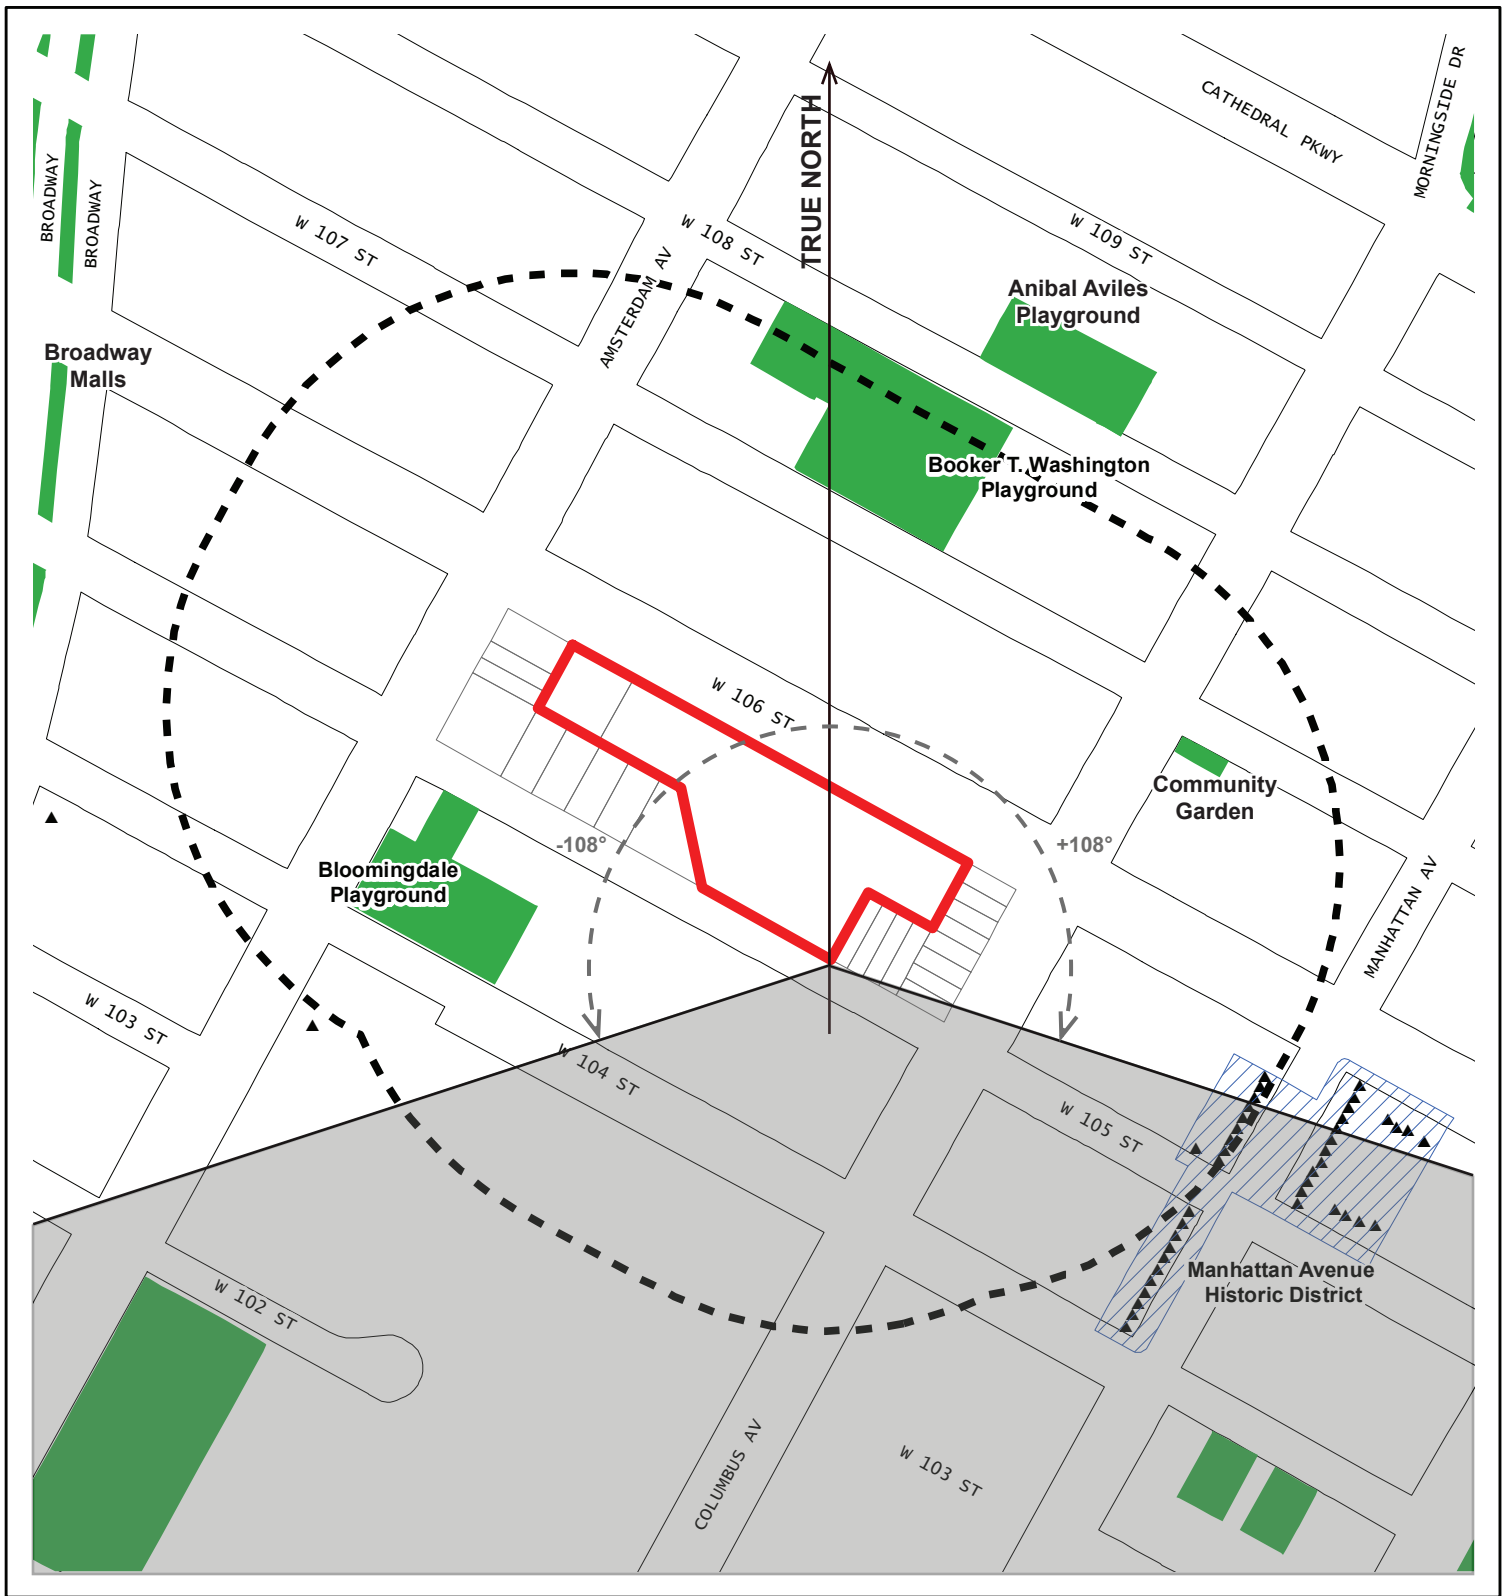 MORNINGSIDE DR
CATHEDRAL PKWY
TRUE NORTH
BROADWAY
BROADWAY
W 107 ST
W 108 ST
W 109 ST
AMSTERDAM AV
Anibal Aviles
Playground
Broadway
Malls
Booker T. Washington
Playground
W 106 ST
Community
Garden
-108°
+108°
Bloomingdale
Playground
MANHATTAN AV
W 103 ST
W 104 ST
W 105 ST
Manhattan Avenue
Historic District
W 102 ST
COLUMBUS AV
W 103 ST